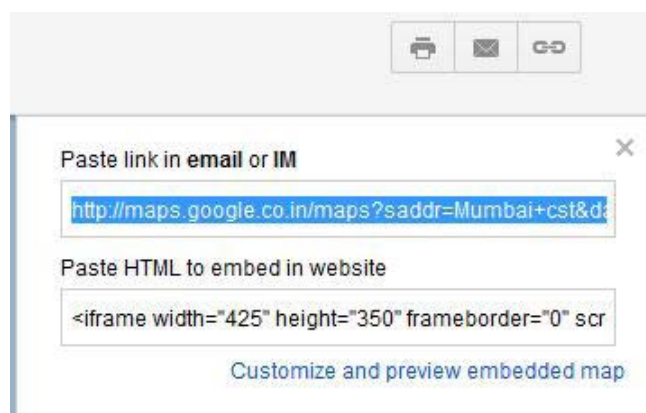 Paste link in email or IM
http://maps.google.co.in/maps?saddr=Mumbai+cst&da
Paste HTML to embed in website
<iframe width="425" height="350" frameborder="0" scr
Customize and preview embedded map